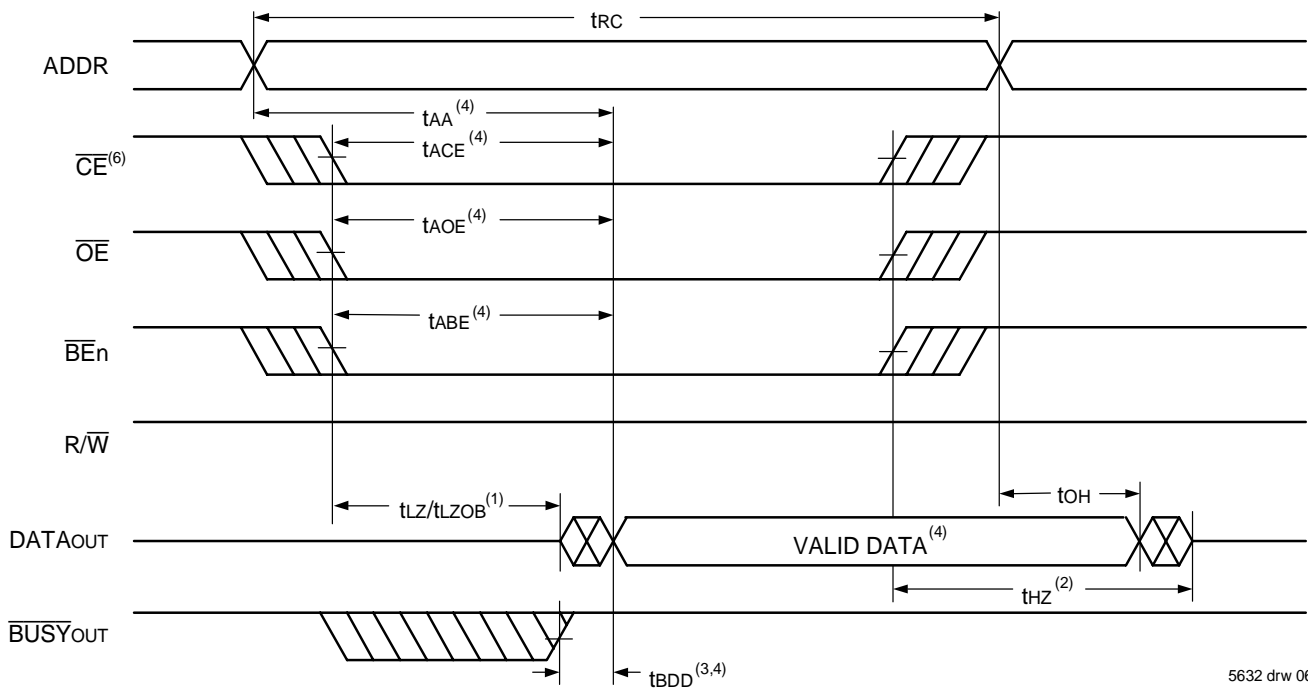 tRC
ADDR
tAA(4)
tACE(4)
CE(6)
tAOE(4)
OE
tABE(4)
BEn
R/W
tLZ/tLZOB(1)
tOH
DATAOUT
VALID DATA(4)
tHZ(2)
BUSYOUT
tBDD(3,4)
5632 drw 06